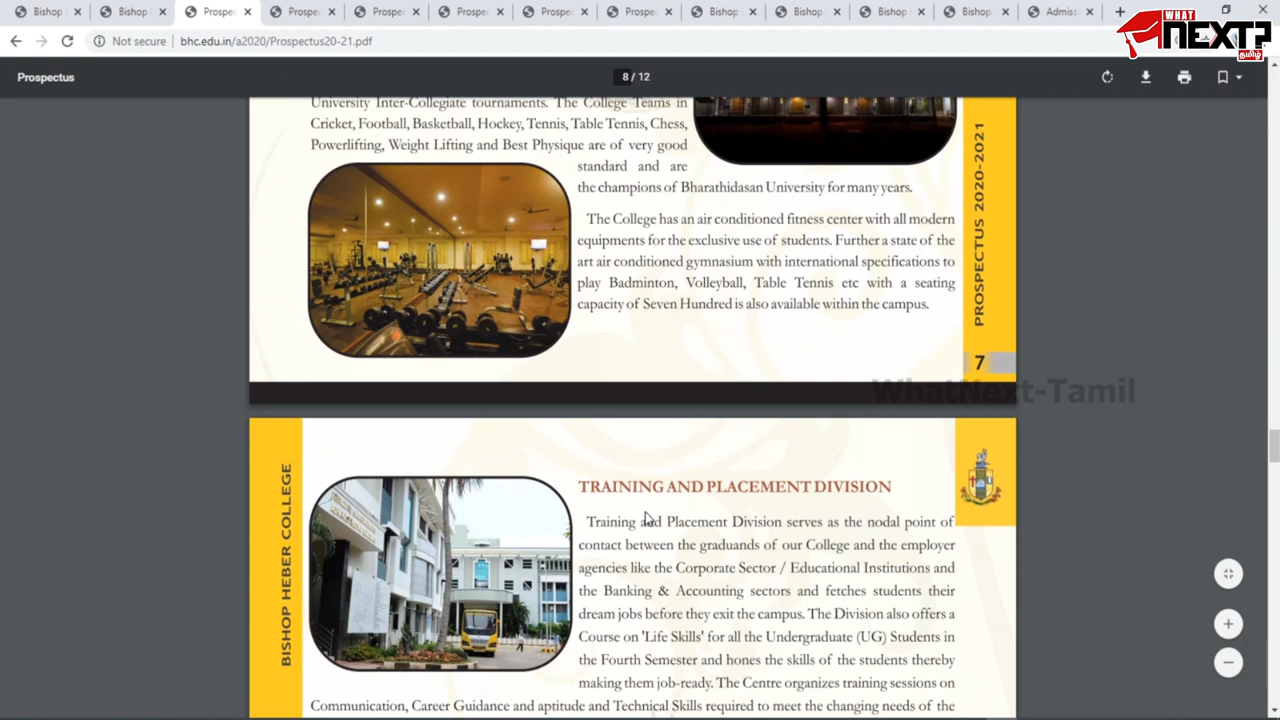 Bishop
Bishop
Prospec
Prospec
Prospec
Prospec
Prospec
Prospec
Bishop
Bishop
Bishop
Bishop
Admiss
WHAT
NEXT?
தமிழ்
Not secure
bhc.edu.in/a2020/Prospectus20-21.pdf
Prospectus
8 / 12
University Inter-Collegiate tournaments. The College Teams in
Cricket, Football, Basketball, Hockey, Tennis, Table Tennis, Chess,
Powerlifting, Weight Lifting and Best Physique are of very good
standard and are
the champions of Bharathidasan University for many years.
The College has an air conditioned fitness center with all modern
equipments for the exclusive use of students. Further a state of the
art air conditioned gymnasium with international specifications to
play Badminton, Volleyball, Table Tennis etc with a seating
capacity of Seven Hundred is also available within the campus.
PROSPECTUS 2020-2021
7
WhatNext-Tamil
BISHOP HEBER COLLEGE
TRAINING AND PLACEMENT DIVISION
Training and Placement Division serves as the nodal point of
contact between the graduands of our College and the employer
agencies like the Corporate Sector / Educational Institutions and
the Banking & Accounting sectors and fetches students their
dream jobs before they exit the campus. The Division also offers a
Course on 'Life Skills' for all the Undergraduate (UG) Students in
the Fourth Semester and hones the skills of the students thereby
making them job-ready. The Centre organizes training sessions on
Communication, Career Guidance and aptitude and Technical Skills required to meet the changing needs of the